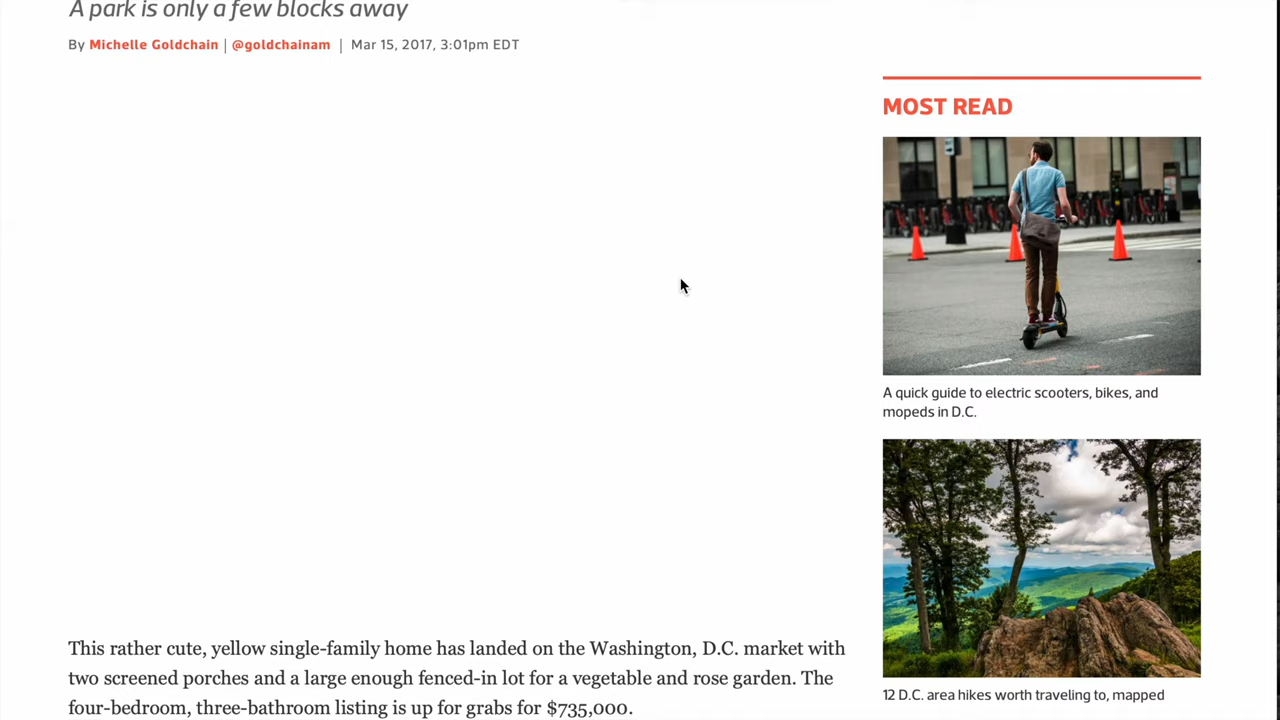 A park is only a few blocks away
By Michelle Goldchain | @goldchainam | Mar 15, 2017, 3:01pm EDT
This rather cute, yellow single-family home has landed on the Washington, D.C. market with
two screened porches and a large enough fenced-in lot for a vegetable and rose garden. The
four-bedroom, three-bathroom listing is up for grabs for $735,000.
MOST READ
A quick guide to electric scooters, bikes, and
mopeds in D.C.
12 D.C. area hikes worth traveling to, mapped